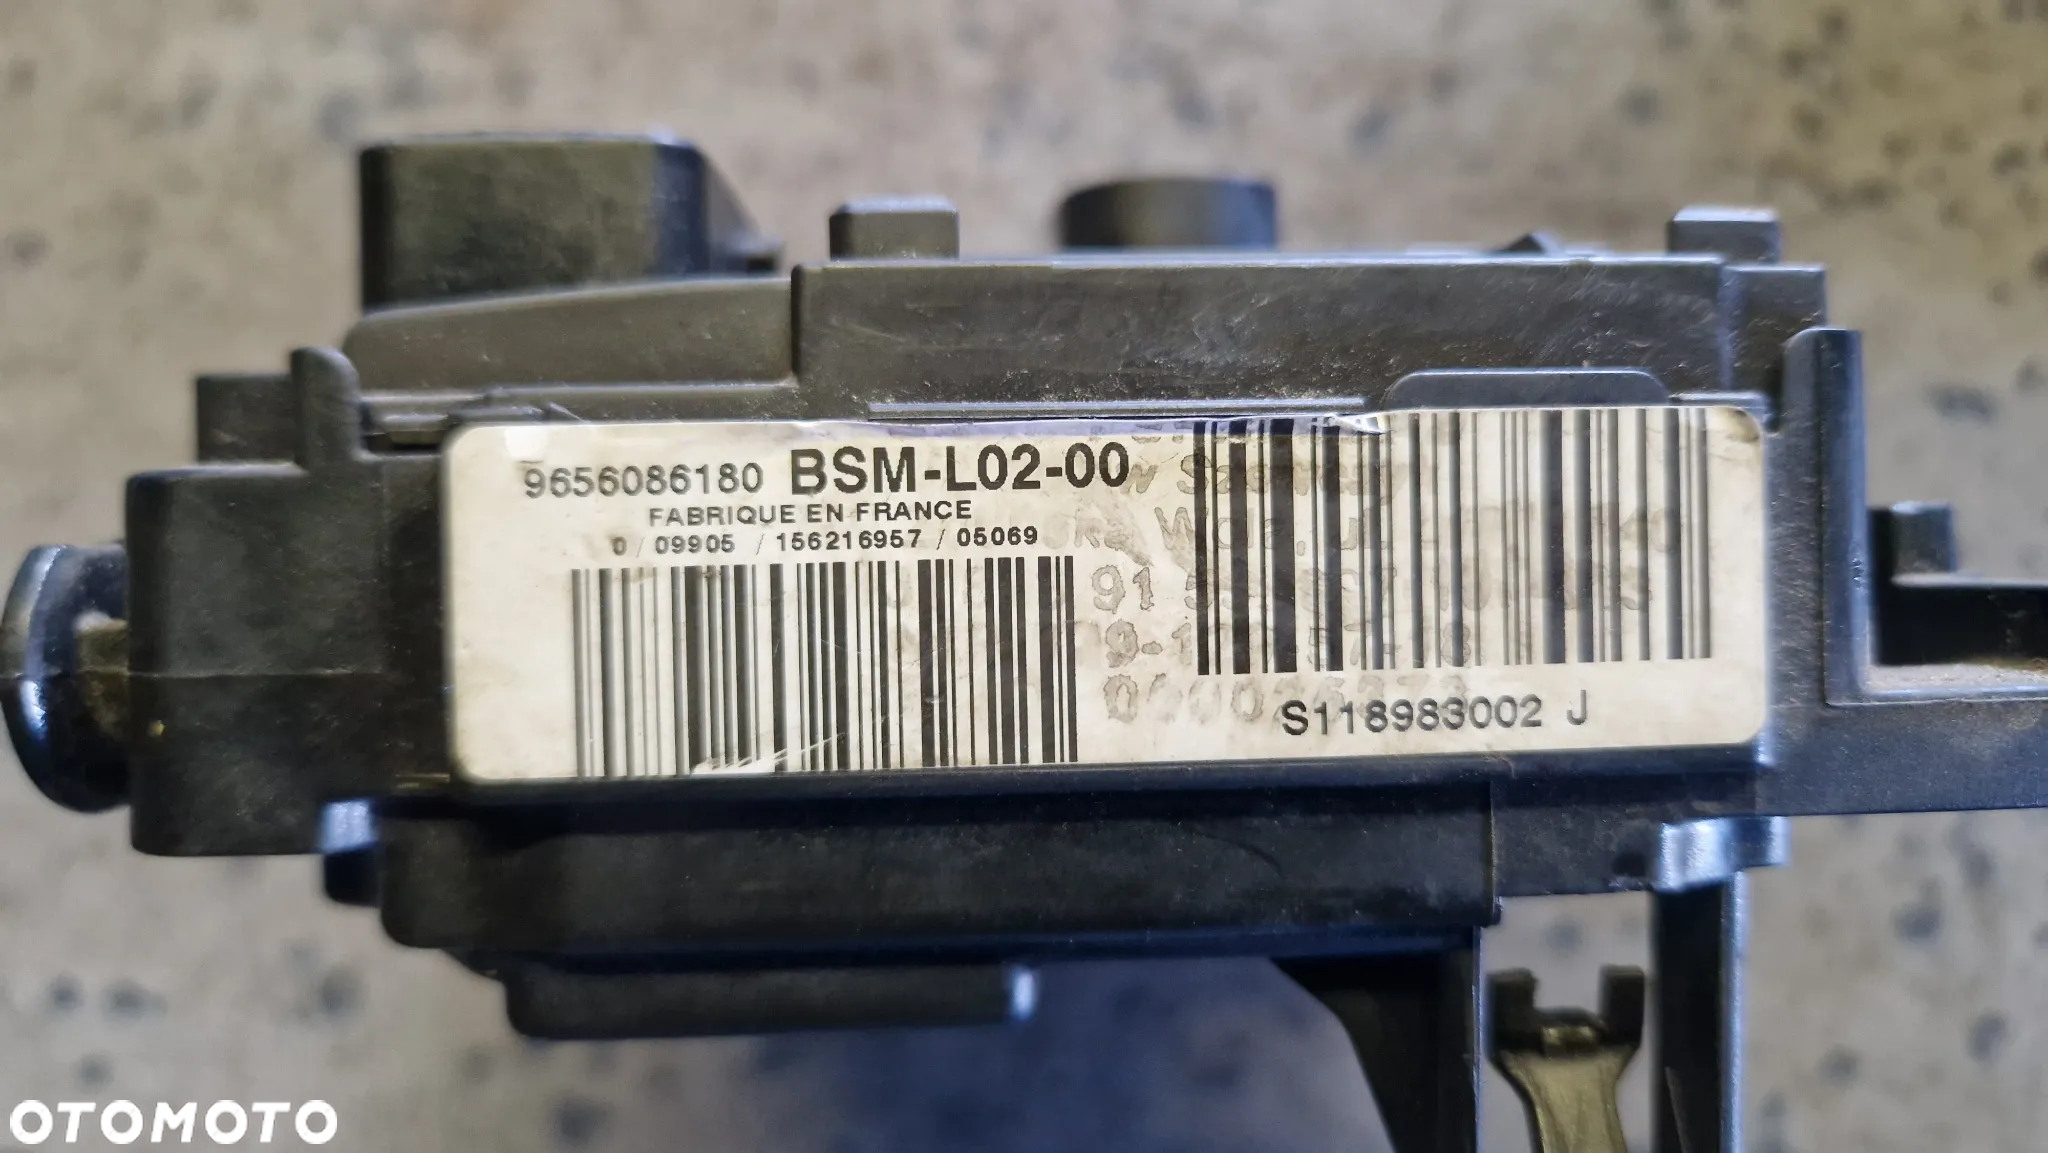 9656086180 BSM-L02-00
FABRIQUE EN FRANCE
0 / 09905 / 156216957 / 05069
S118983002 J
OTOMOTO